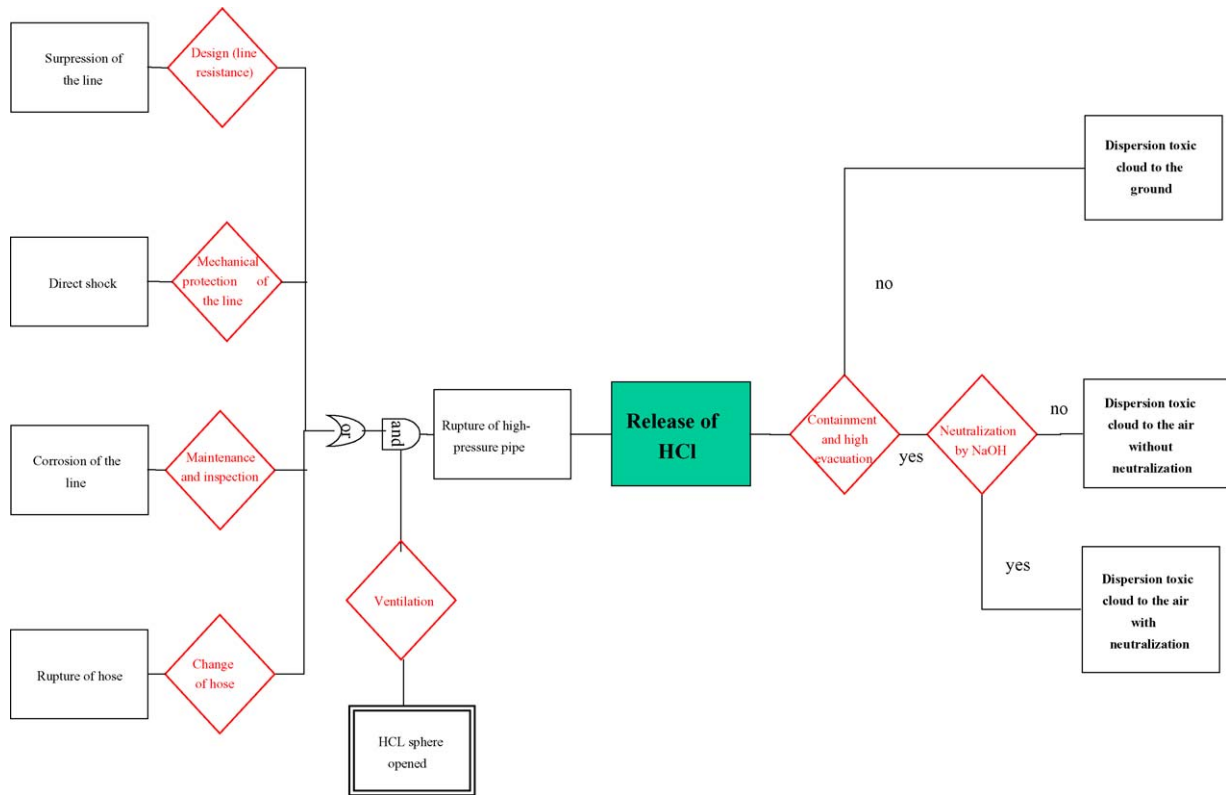 Surpression of
the line
Design (line
resistance)
Direct shock
Mechanical
protection of
the line
Corrosion of the
line
Maintenance
and inspection
Rupture of hose
Change
of hose
or
and
Ventilation
HCL sphere
opened
Rupture of high-
pressure pipe
Release of
HCl
Containment
and high
evacuation
no
yes
Neutralization
by NaOH
no
yes
Dispersion toxic
cloud to the
ground
Dispersion toxic
cloud to the air
without
neutralization
Dispersion toxic
cloud to the air
with
neutralization